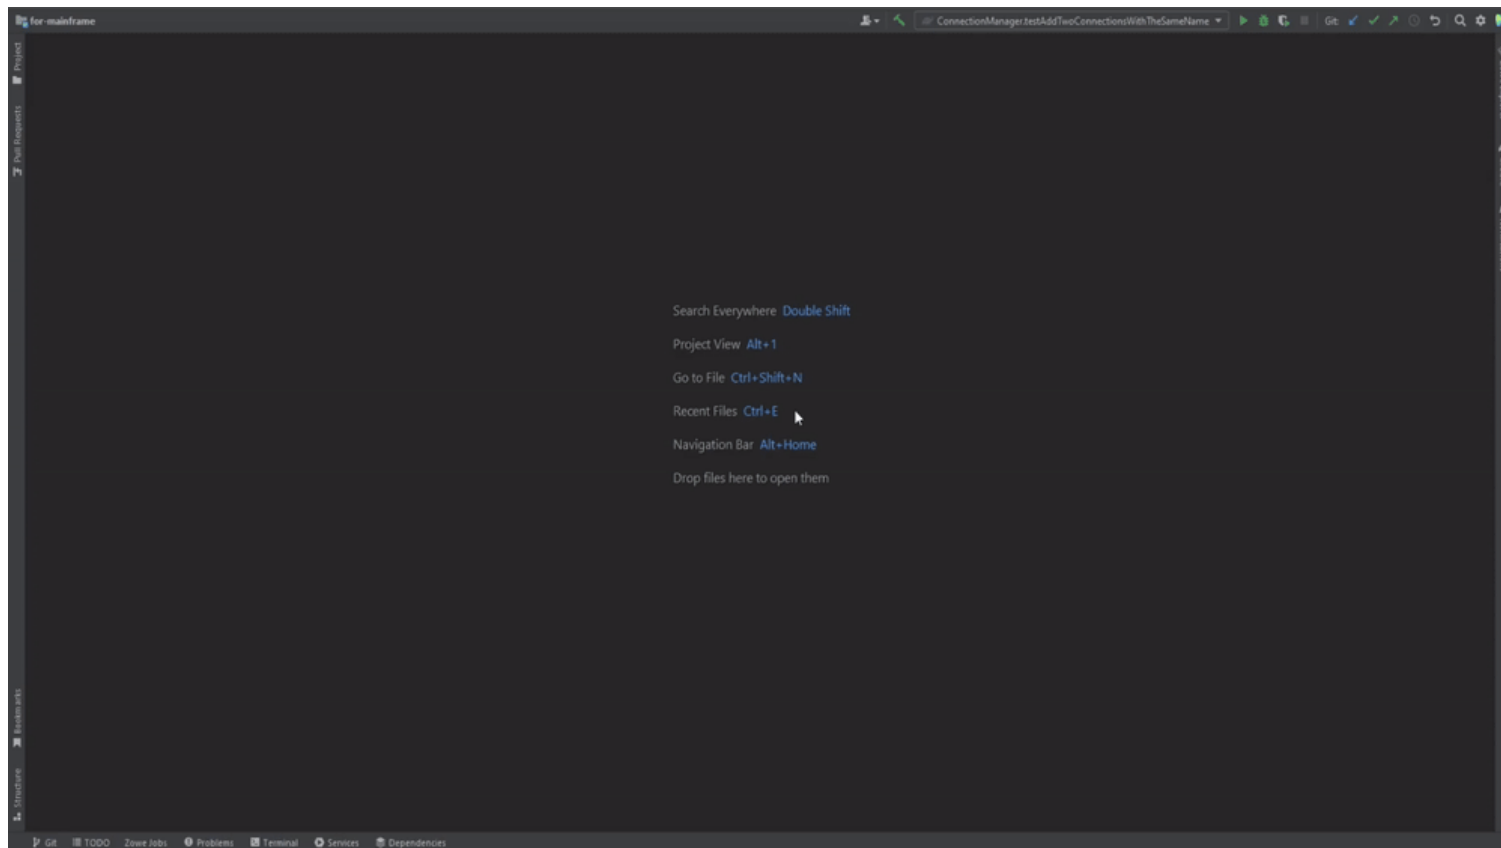 for-mainframe
ConnectionManager.testAddTwoConnectionsWithTheSameName
Git:
Project
Pull Requests
Search Everywhere Double Shift
Project View Alt+1
Go to File Ctrl+Shift+N
Recent Files Ctrl+E
Navigation Bar Alt+Home
Drop files here to open them
Bookmarks
Structure
Git TODO Zowe Jobs Problems Terminal Services Dependencies